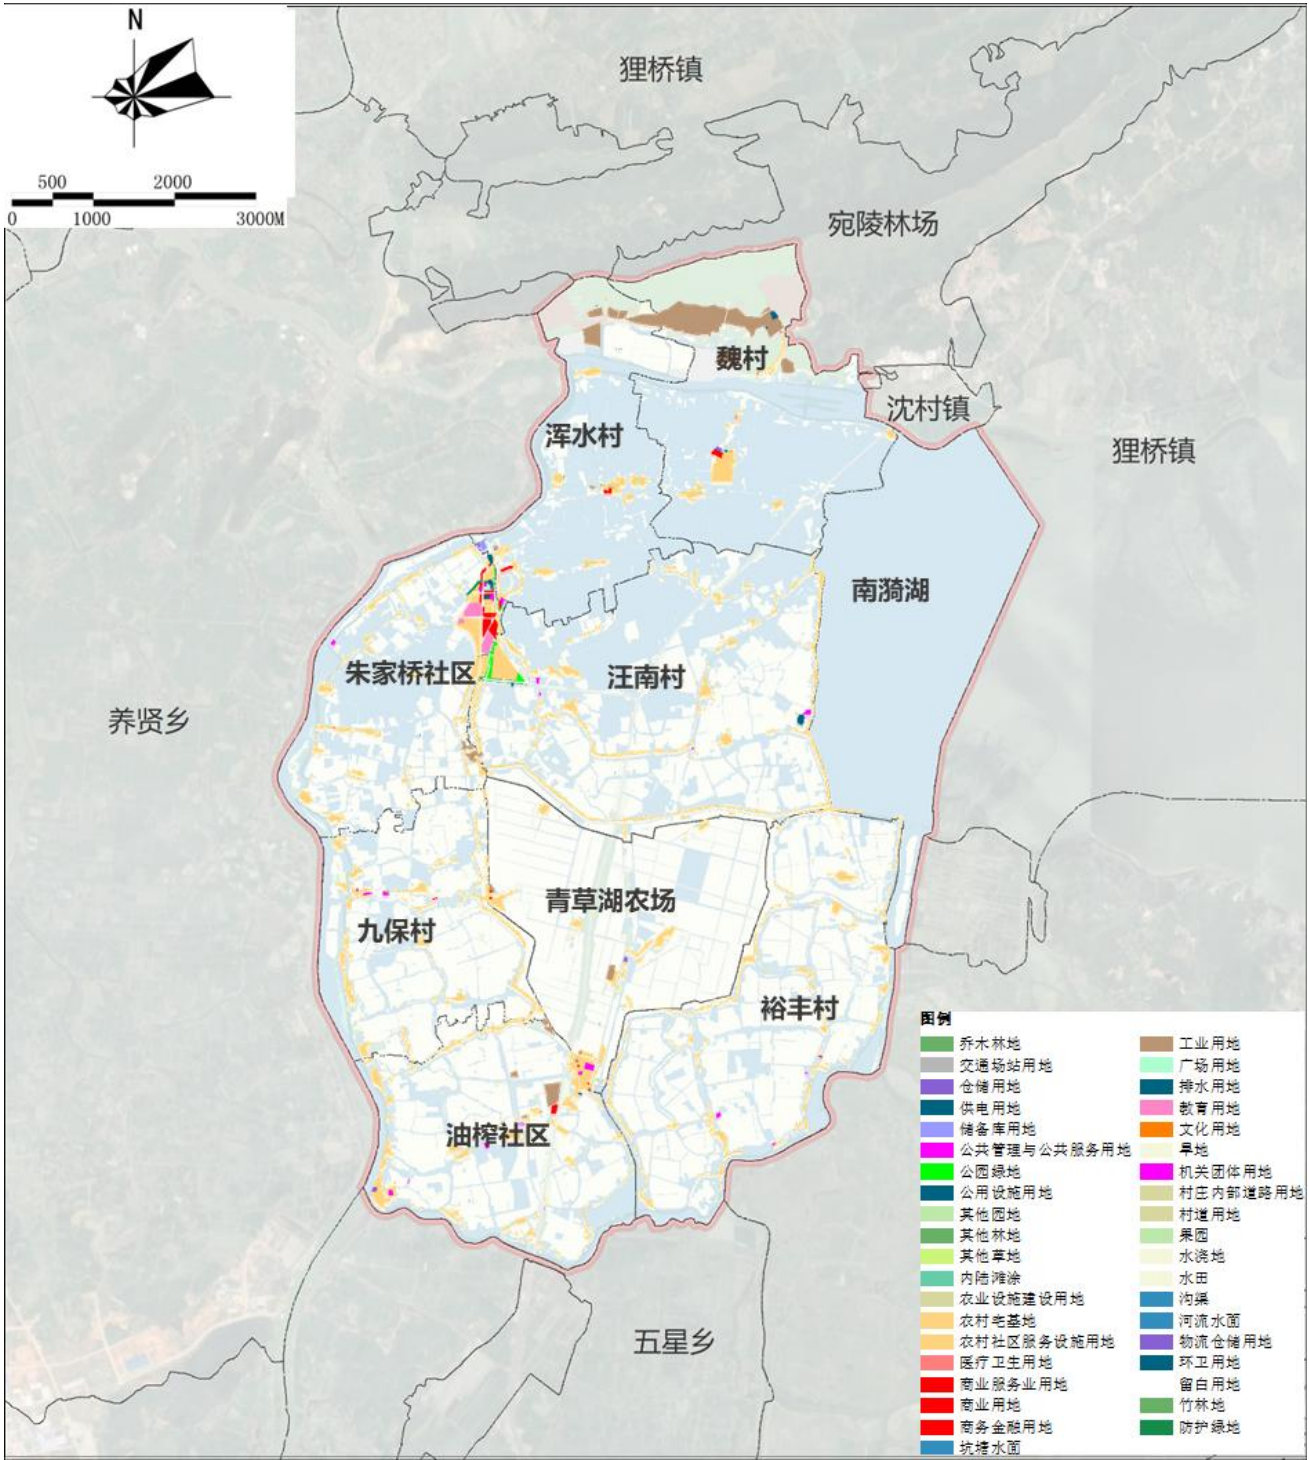 N
500 2000
0 1000 3000M
狸桥镇
宛陵林场
魏村
沈村镇
浑水村
狸桥镇
南漪湖
朱家桥社区
汪南村
养贤乡
青草湖农场
九保村
裕丰村
油榨社区
五星乡
图例
乔木林地
交通场站用地
仓储用地
供电用地
储备库用地
公共管理与公共服务用地
公园绿地
公用设施用地
其他园地
其他林地
其他草地
内陆滩涂
农业设施建设用地
农村宅基地
农村社区服务设施用地
医疗卫生用地
商业服务业用地
商业用地
商务金融用地
坑塘水面
工业用地
广场用地
排水用地
教育用地
文化用地
旱地
机关团体用地
村庄内部道路用地
村道用地
果园
水浇地
水田
沟渠
河流水面
物流仓储用地
环卫用地
留白用地
竹林地
防护绿地